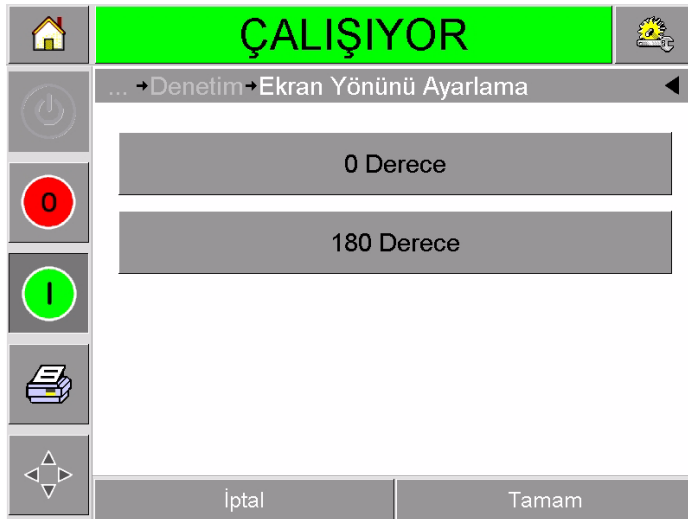 ÇALIŞIYOR
... →Denetim→Ekran Yönünü Ayarlama
0 Derece
0
180 Derece
I
İptal
Tamam